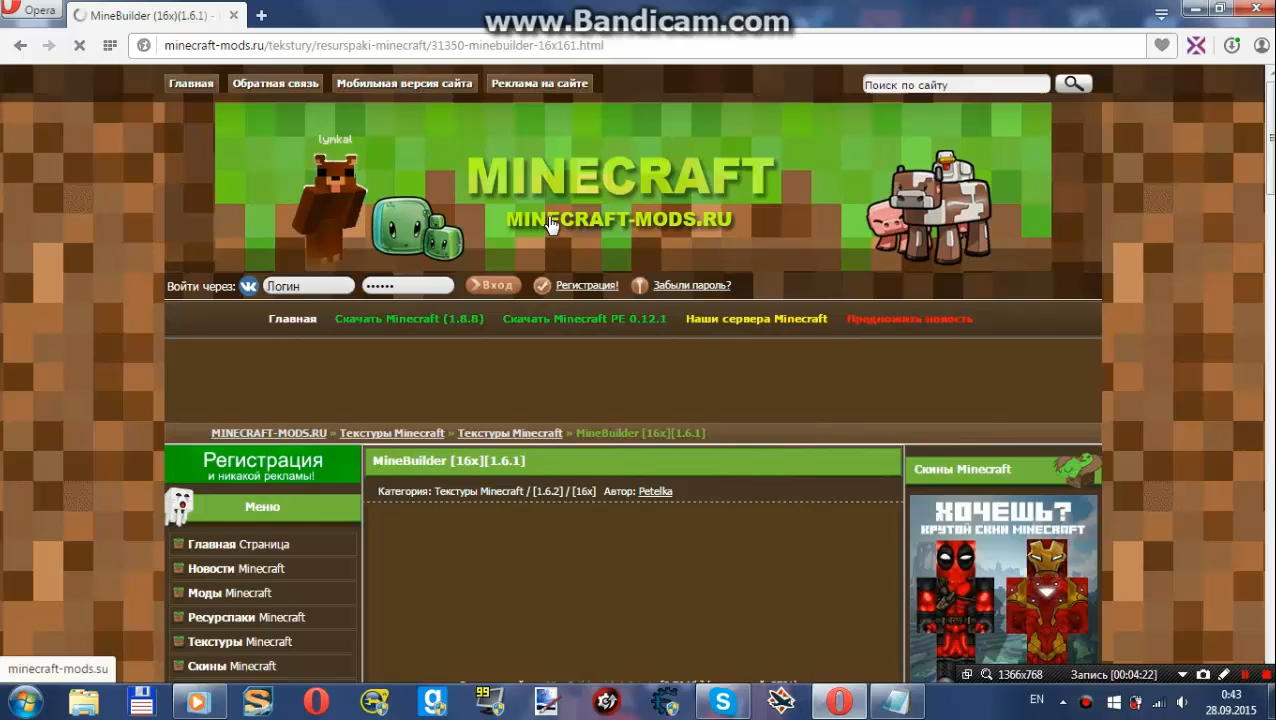 www.Bandicam.com
Opera
MineBuilder (16x)(1.6.1) -
minecraft-mods.ru/tekstury/resurspaki-minecraft/31350-minebuilder-16x161.html
Главная
Обратная связь
Мобильная версия сайта
Реклама на сайте
Поиск по сайту
lymkal
MINECRAFT
MINECRAFT-MODS.RU
Войти через:
Логин
••••••
Вход
Регистрация!
Забыли пароль?
Главная
Скачать Minecraft (1.8.8)
Скачать Minecraft PE 0.12.1
Наши сервера Minecraft
Предложить новость
MINECRAFT-MODS.RU » Текстуры Minecraft » Текстуры Minecraft » MineBuilder [16x][1.6.1]
Регистрация
и никакой рекламы!
Меню
Главная Страница
Новости Minecraft
Моды Minecraft
Ресурспаки Minecraft
Текстуры Minecraft
Скины Minecraft
MineBuilder [16x][1.6.1]
Категория: Текстуры Minecraft / [1.6.2] / [16x] Автор: Petelka
Скины Minecraft
ХОЧЕШЬ?
КРУТОЙ СКИН MINECRAFT
minecraft-mods.su
1366x768
Запись [00:04:22]
99
EN
0:43
28.09.2015